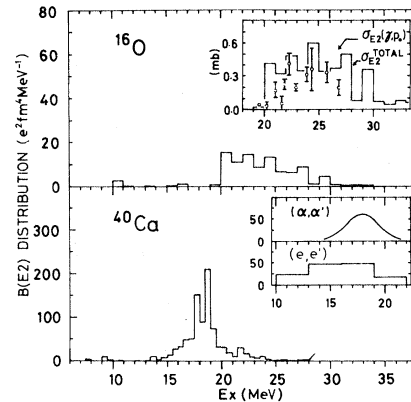 ¹⁶O
80
60
40
20
0
0.6
0.3
0.0
(mb)
σE2(γ,p₀)
σE2TOTAL
20 25 30
B(E2) DISTRIBUTION (e²fm⁴MeV⁻¹)
⁴⁰Ca
300
200
100
0
(α,α')
50
0
(e,e')
50
0
10 15 20
10 15 20 25 30
Ex (MeV)